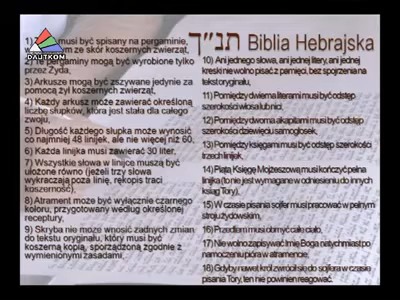 DAUTKOM
תנ"ך Biblia Hebrajska
1) musi być spisany na pergaminie,
ze skór koszernych zwierząt,
2) Te pergaminy mogą być wyrobione tylko
przez Żyda,
3) Arkusze mogą być zszywane jedynie za
pomocą żył koszernych zwierząt,
4) Każdy arkusz może zawierać określoną
liczbę słupków, która jest stała dla całego
zwoju,
5) Długość każdego słupka może wynosić
co najmniej 48 linijek, ale nie więcej niż 60,
6) Każda linijka musi zawierać 30 liter,
7) Wszystkie słowa w linijce muszą być
ułożone równo (jeżeli trzy słowa
wykraczają poza linię, rękopis traci
koszerność),
8) Atrament może być wyłącznie czarnego
koloru, przygotowany według określonej
receptury,
9) Skryba nie może wnosić żadnych zmian
do tekstu oryginału, który musi być
koszerną kopią, sporządzoną zgodnie z
wymienionymi zasadami,
10) Ani jednego słowa, ani jednej litery, ani jednej
kreski nie wolno pisać z pamięci, bez spojrzenia na
tekst oryginału,
11) Pomiędzy dwiema literami musi być odstęp
szerokości włosa lub nici,
12) Pomiędzy dwoma akapitami musi być odstęp
szerokości dziewięciu samogłosek,
13) Pomiędzy księgami musi być odstęp szerokości
trzech linijek,
14) Piątą Księgę Mojżeszową musi kończyć pełna
linijka (to nie jest wymagane w odniesieniu do innych
ksiąg Tory),
15) W czasie pisania sojfer musi pracować w pełnym
stroju żydowskim,
16) Przedtem musi obmyć całe ciało,
17) Nie wolno zapisywać Imię Boga natychmiast po
namoczeniu pióra w atramencie,
18) Gdyby nawet król zwrócił się do sojfera w czasie
pisania Tory, ten nie powinien reagować.